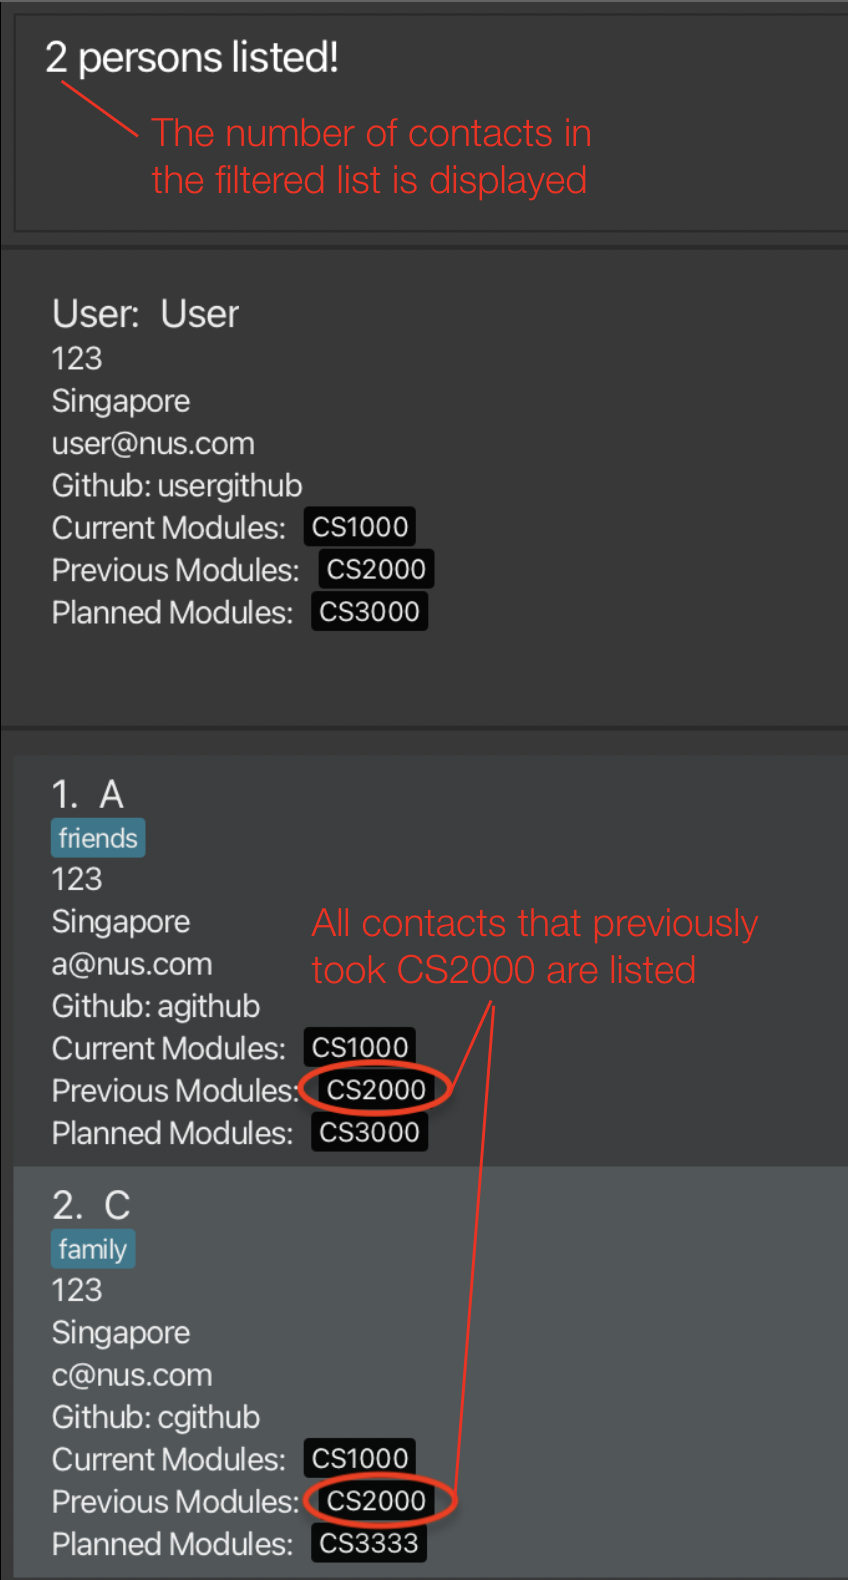 2 persons listed!
The number of contacts in
the filtered list is displayed
User: User
123
Singapore
user@nus.com
Github: usergithub
Current Modules: CS1000
Previous Modules: CS2000
Planned Modules: CS3000
1. A
friends
123
Singapore
a@nus.com
Github: agithub
Current Modules: CS1000
Previous Modules: CS2000
Planned Modules: CS3000
All contacts that previously
took CS2000 are listed
2. C
family
123
Singapore
c@nus.com
Github: cgithub
Current Modules: CS1000
Previous Modules: CS2000
Planned Modules: CS3333